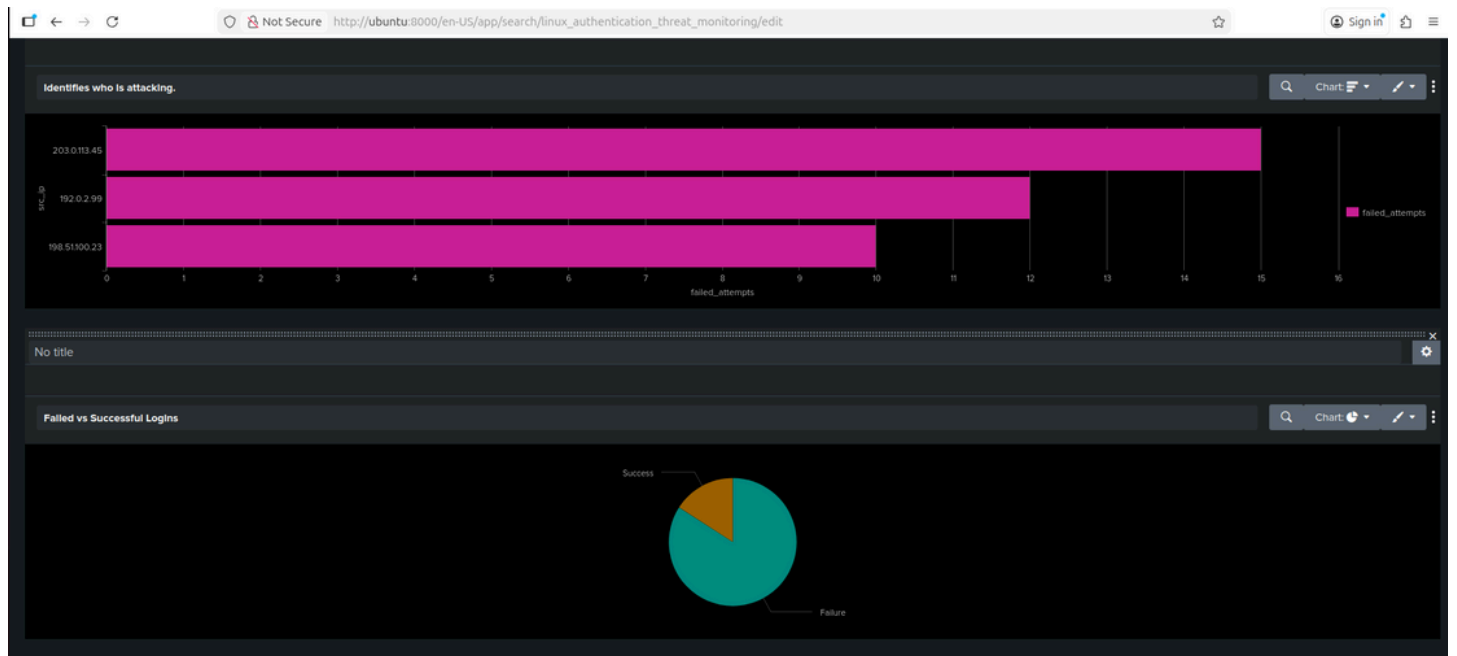 Not Secure http://ubuntu:8000/en-US/app/search/linux_authentication_threat_monitoring/edit Sign in
Identifies who is attacking. Chart:
203.0.113.45
192.0.2.99
198.51.100.23
src_ip
failed_attempts
0 1 2 3 4 5 6 7 8 9 10 11 12 13 14 15 16
failed_attempts
No title
Failed vs Successful Logins Chart:
Success
Failure